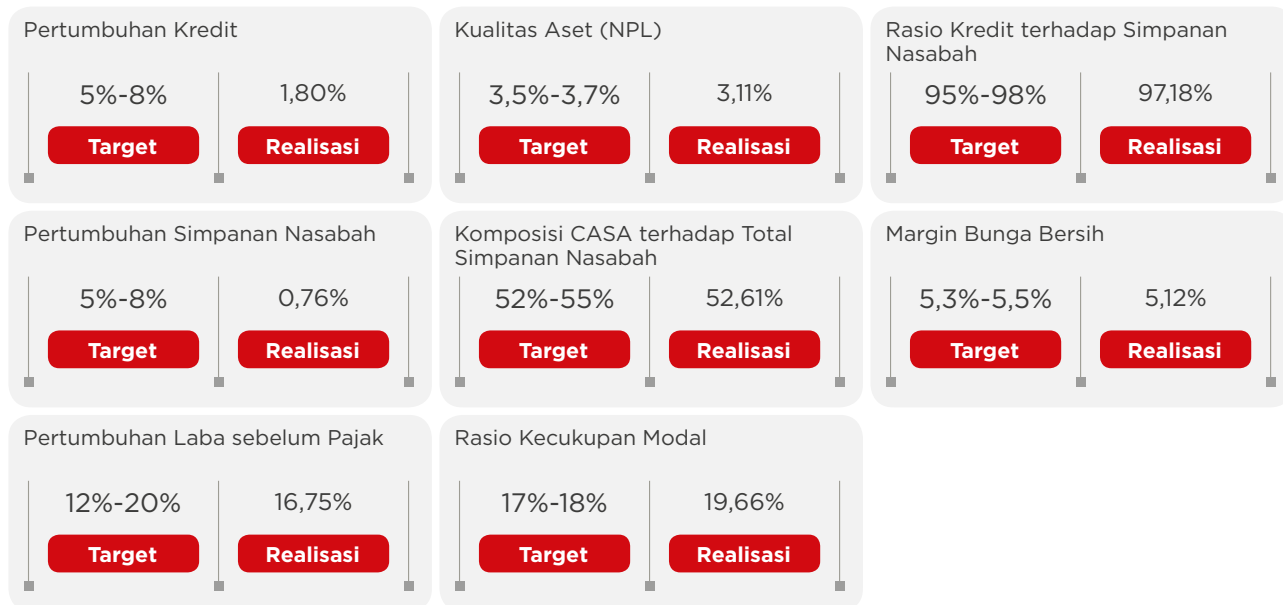 Pertumbuhan Kredit
5%-8%
1,80%
Target
Realisasi
Kualitas Aset (NPL)
3,5%-3,7%
3,11%
Target
Realisasi
Rasio Kredit terhadap Simpanan
Nasabah
95%-98%
97,18%
Target
Realisasi
Pertumbuhan Simpanan Nasabah
5%-8%
0,76%
Target
Realisasi
Komposisi CASA terhadap Total
Simpanan Nasabah
52%-55%
52,61%
Target
Realisasi
Margin Bunga Bersih
5,3%-5,5%
5,12%
Target
Realisasi
Pertumbuhan Laba sebelum Pajak
12%-20%
16,75%
Target
Realisasi
Rasio Kecukupan Modal
17%-18%
19,66%
Target
Realisasi